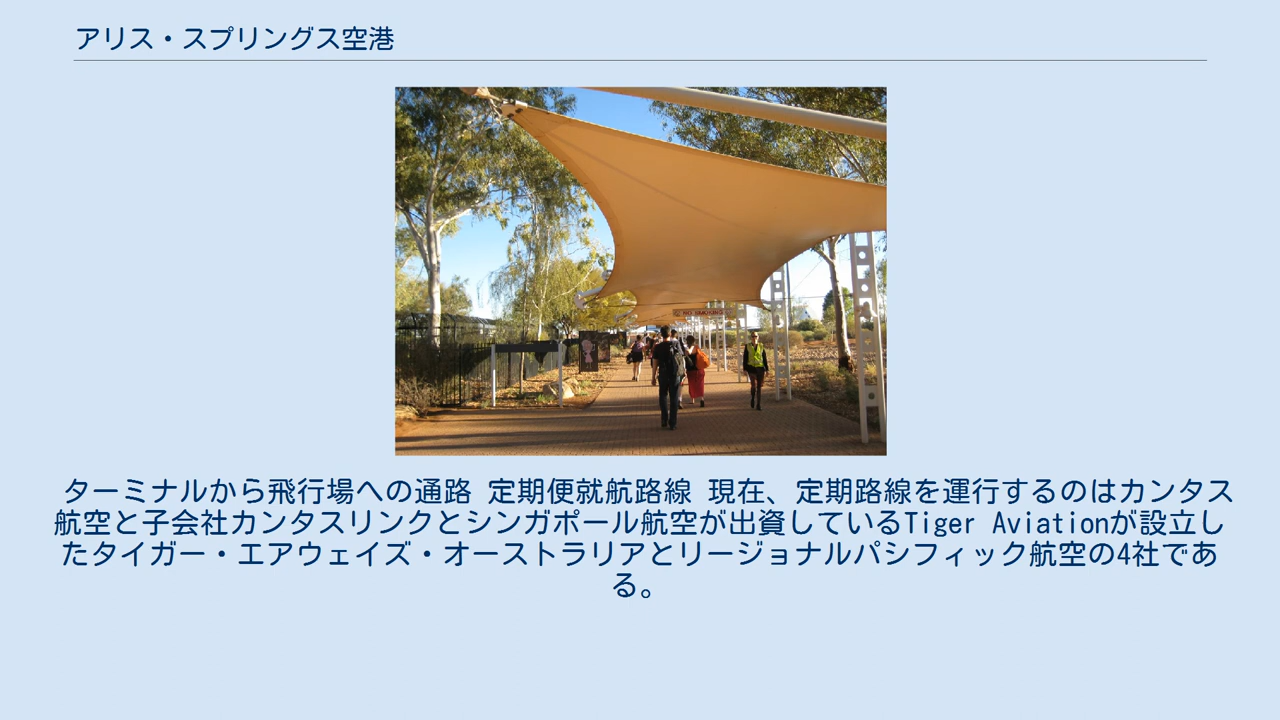 アリス・スプリングス空港
NO SMOKING
ターミナルから飛行場への通路 定期便就航路線 現在、定期路線を運行するのはカンタス
航空と子会社カンタスリンクとシンガポール航空が出資しているTiger Aviationが設立し
たタイガー・エアウェイズ・オーストラリアとリージョナルパシフィック航空の4社であ
る。